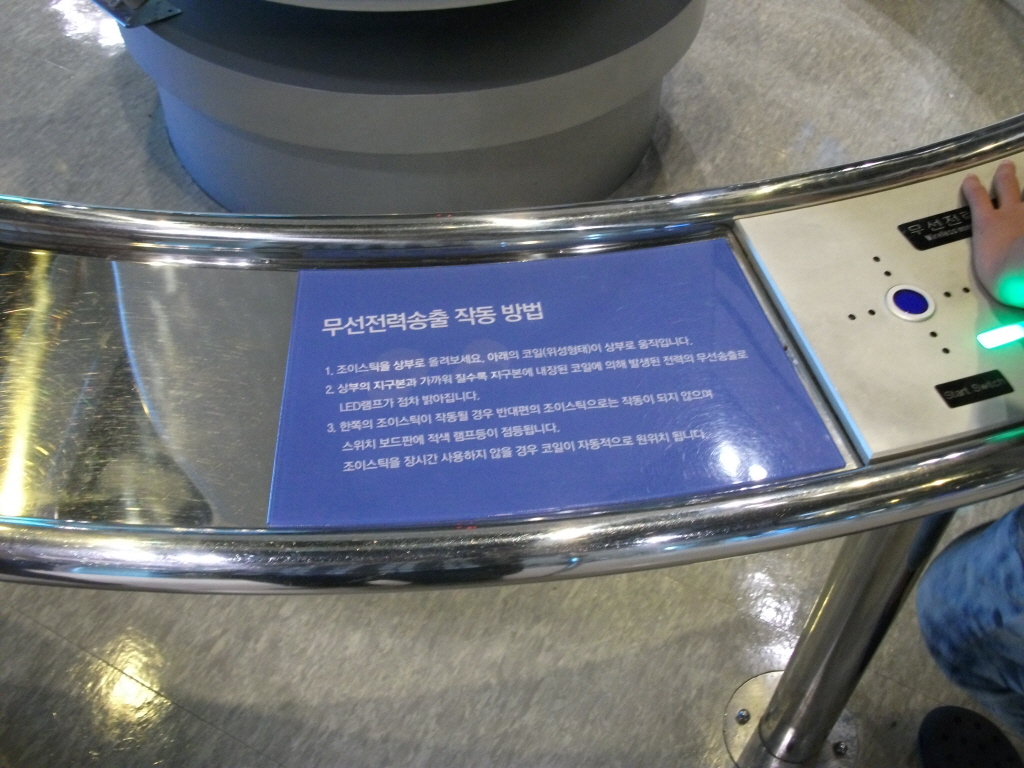 무선전력송출 작동 방법
1. 조이스틱을 상부로 올려보세요. 아래의 코일(위성형태)이 상부로 움직입니다.
2. 상부의 지구본과 가까워 질수록 지구본에 내장된 코일에 의해 발생된 전력의 무선송출로
LED램프가 점차 밝아집니다.
3. 한쪽의 조이스틱이 작동될 경우 반대편의 조이스틱으로는 작동이 되지 않으며
스위치 보드판에 적색 램프등이 점등됩니다.
조이스틱을 장시간 사용하지 않을 경우 코일이 자동적으로 원위치 됩니다.
무선전력
Wireless
Start Switch